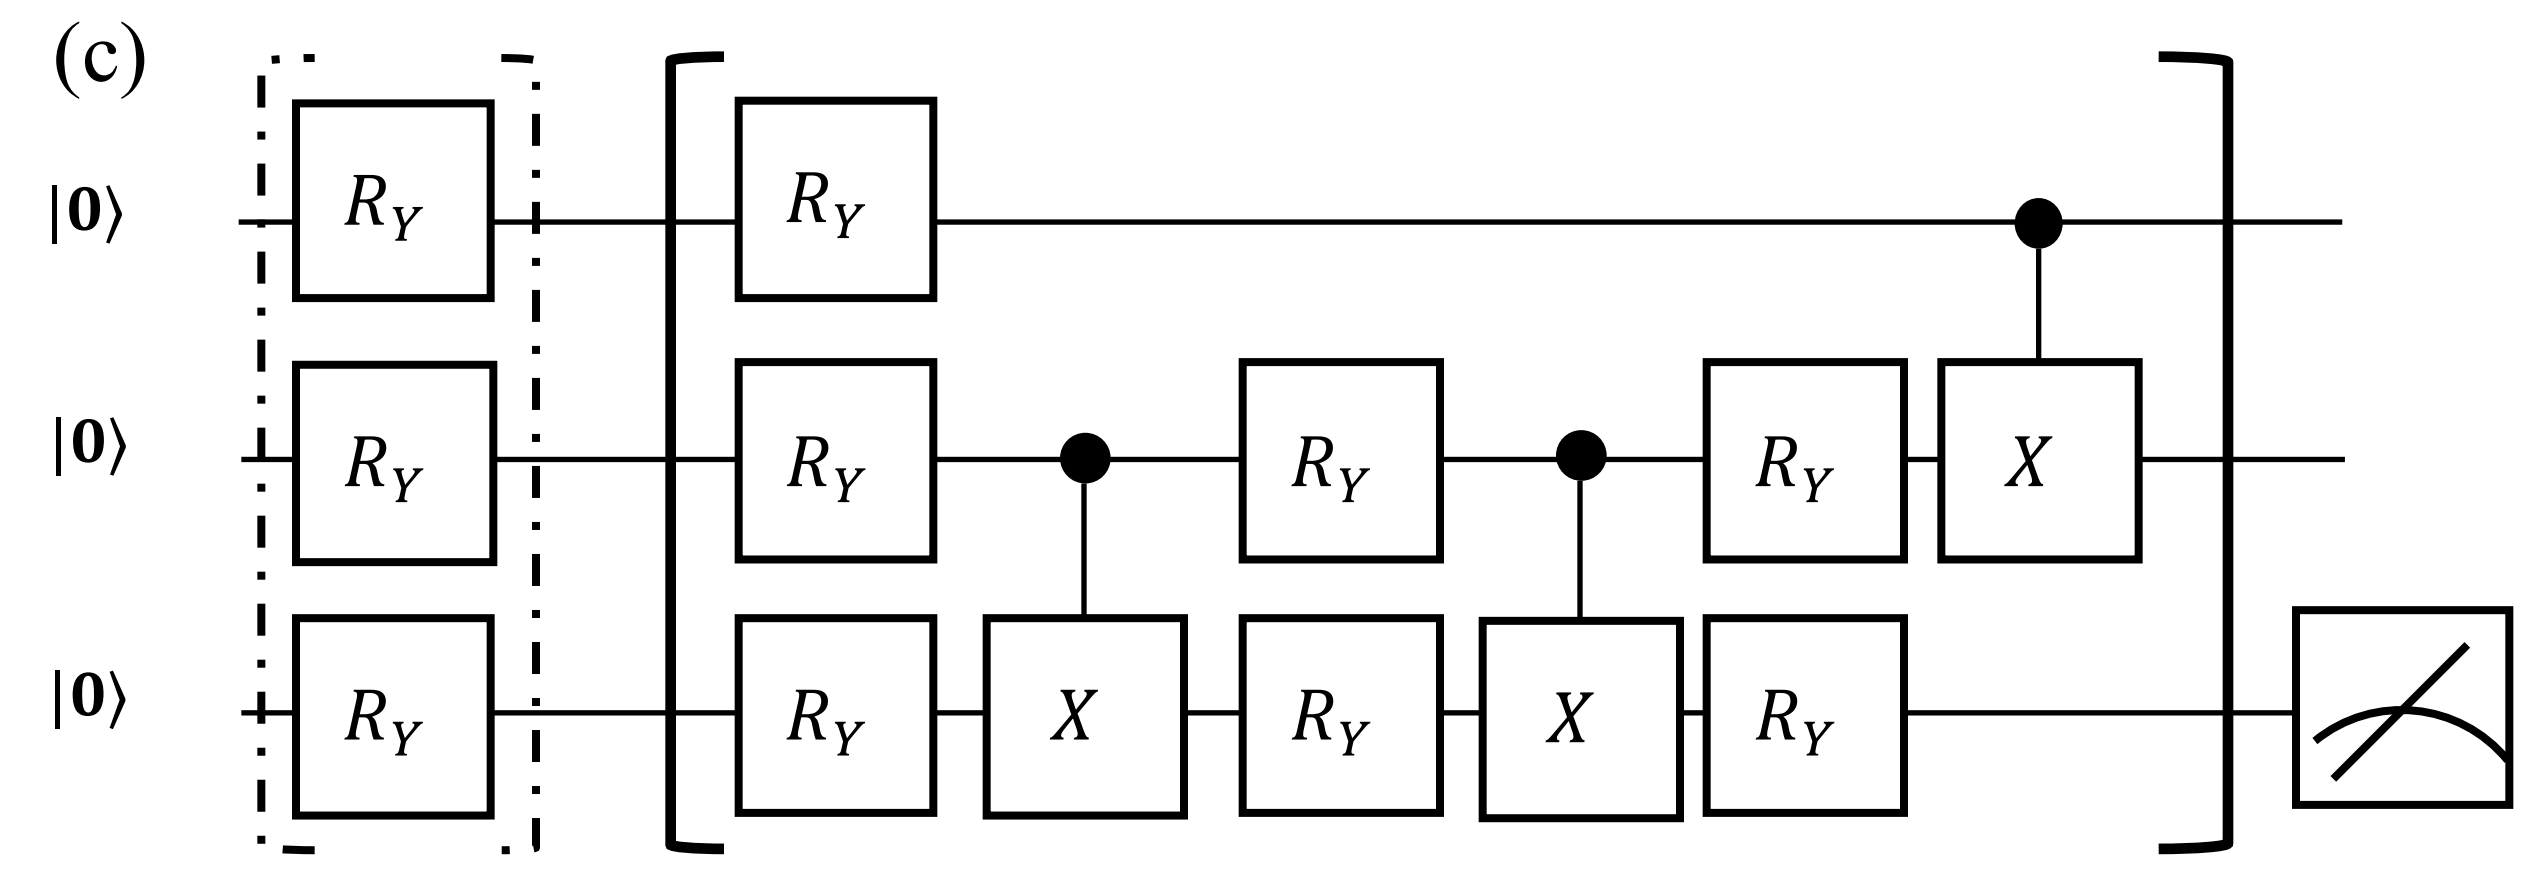 (c)
|0⟩ R_Y R_Y
|0⟩ R_Y R_Y R_Y R_Y X
|0⟩ R_Y R_Y X R_Y X R_Y